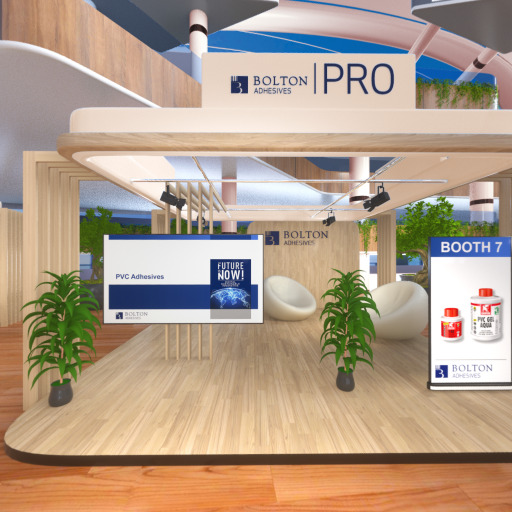 BOLTON
ADHESIVES
PRO
BOLTON
ADHESIVES
PVC Adhesives
FUTURE
NOW!
BOLTON
ADHESIVES
BOOTH 7
PVC GEL
AQUA
BOLTON
ADHESIVES